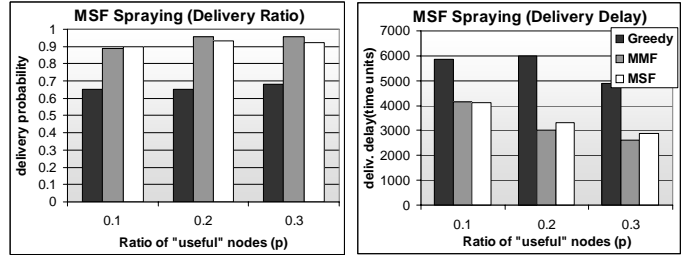 MSF Spraying (Delivery Ratio)
1
0.9
0.8
0.7
0.6
0.5
0.4
0.3
0.2
0.1
0
delivery probability
0.1 0.2 0.3
Ratio of "useful" nodes (p)
MSF Spraying (Delivery Delay)
Greedy
MMF
MSF
7000
6000
5000
4000
3000
2000
1000
0
deliv. delay(time units)
0.1 0.2 0.3
Ratio of "useful" nodes (p)